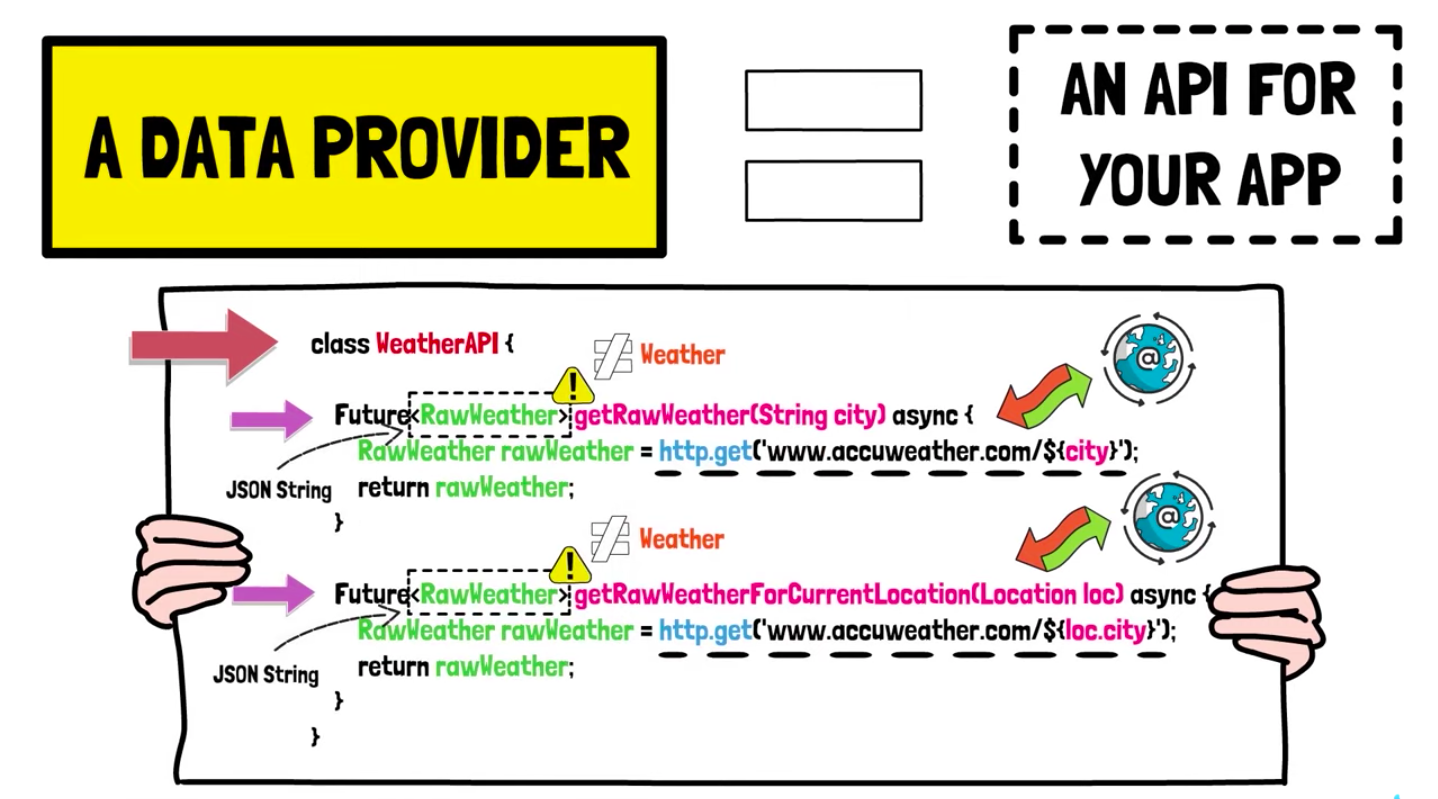 A DATA PROVIDER
AN API FOR
YOUR APP
class WeatherAPI {
≠ Weather
!
Future<RawWeather> getRawWeather(String city) async {
@
RawWeather rawWeather = http.get('www.accuweather.com/${city}');
JSON String
return rawWeather;
}
≠ Weather
@
!
Future<RawWeather> getRawWeatherForCurrentLocation(Location loc) async {
RawWeather rawWeather = http.get('www.accuweather.com/${loc.city}');
JSON String
return rawWeather;
}
}